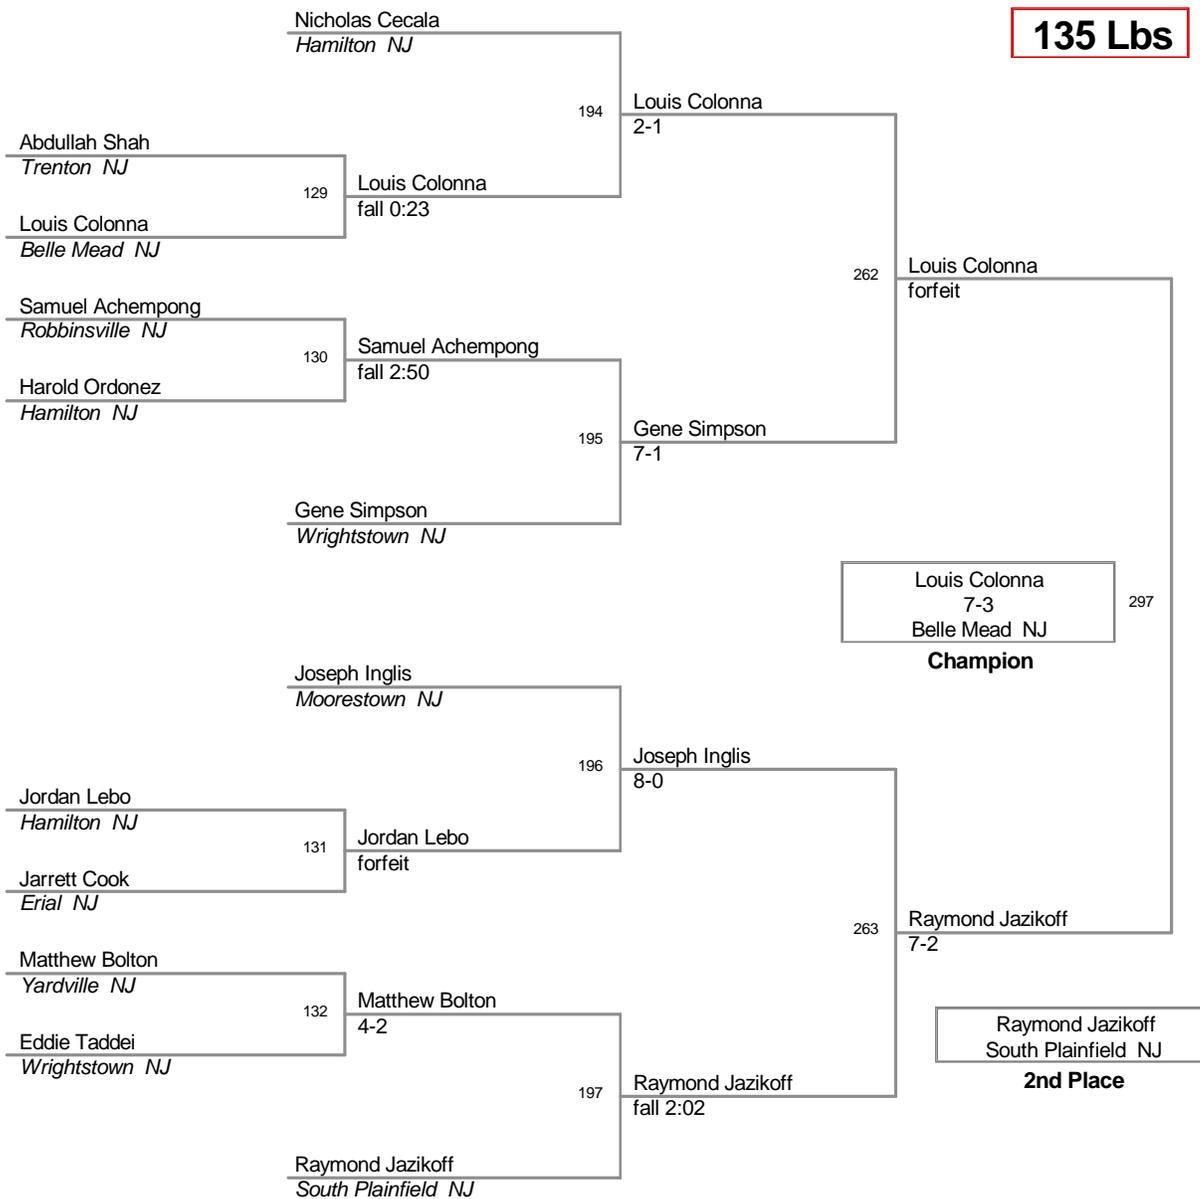 Nicholas Cecala
Hamilton NJ
135 Lbs
194
Louis Colonna
2-1
Abdullah Shah
Trenton NJ
129
Louis Colonna
fall 0:23
Louis Colonna
Belle Mead NJ
262
Louis Colonna
forfeit
Samuel Achempong
Robbinsville NJ
130
Samuel Achempong
fall 2:50
Harold Ordonez
Hamilton NJ
195
Gene Simpson
7-1
Gene Simpson
Wrightstown NJ
Louis Colonna
7-3
Belle Mead NJ
297
Champion
Joseph Inglis
Moorestown NJ
196
Joseph Inglis
8-0
Jordan Lebo
Hamilton NJ
131
Jordan Lebo
forfeit
Jarrett Cook
Erial NJ
263
Raymond Jazikoff
7-2
Matthew Bolton
Yardville NJ
132
Matthew Bolton
4-2
Eddie Taddei
Wrightstown NJ
Raymond Jazikoff
South Plainfield NJ
2nd Place
197
Raymond Jazikoff
fall 2:02
Raymond Jazikoff
South Plainfield NJ